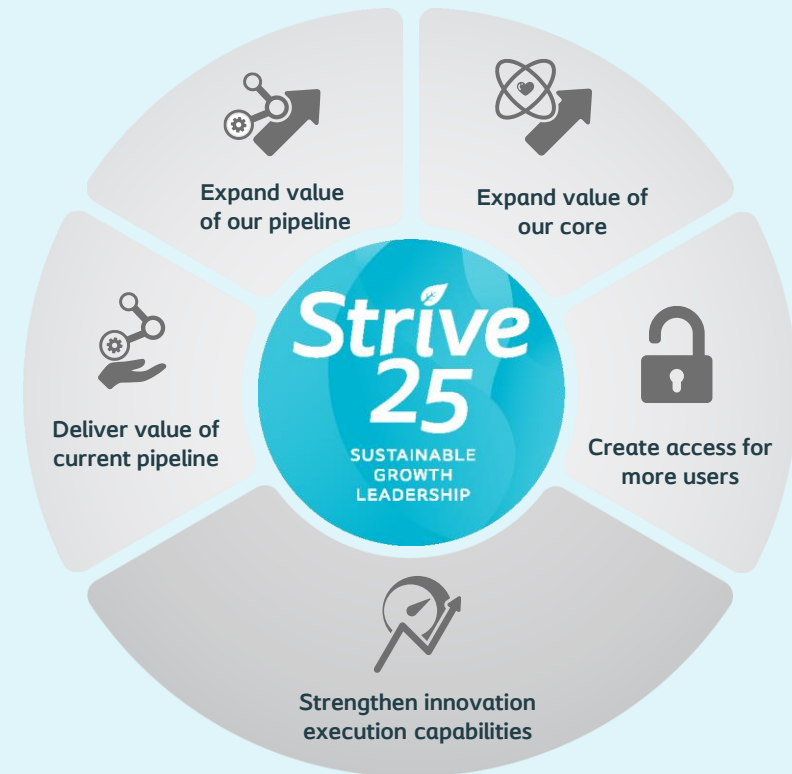 Expand value
of our pipeline
Expand value of
our core
Strive
25
SUSTAINABLE
GROWTH
LEADERSHIP
Deliver value of
current pipeline
Create access for
more users
Strengthen innovation
execution capabilities